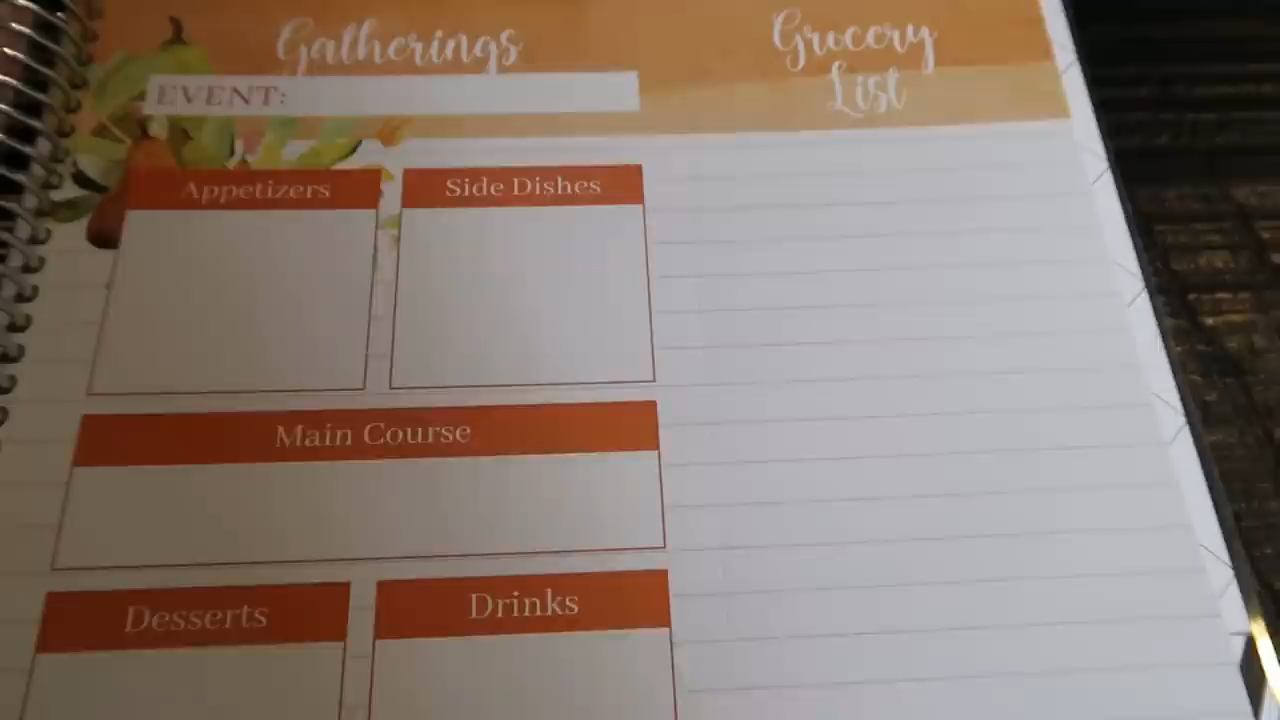 Gatherings
EVENT:
Appetizers
Side Dishes
Main Course
Desserts
Drinks
Grocery
List